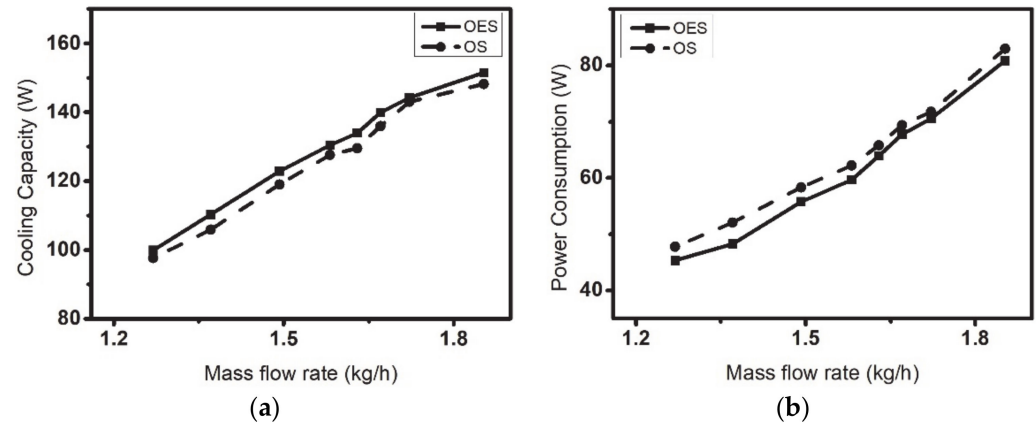 160
140
120
100
80
Cooling Capacity (W)
OES
OS
1.2
1.5
1.8
Mass flow rate (kg/h)
(a)
80
60
40
Power Consumption (W)
OES
OS
1.2
1.5
1.8
Mass flow rate (kg/h)
(b)